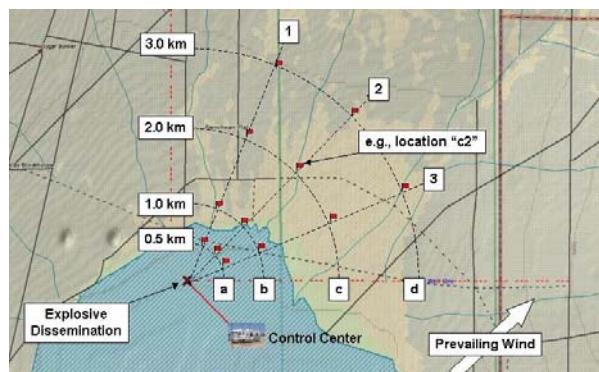 1
3.0 km
2
2.0 km
e.g., location "c2"
3
1.0 km
0.5 km
a
b
c
d
Explosive
Dissemination
Control Center
Prevailing Wind